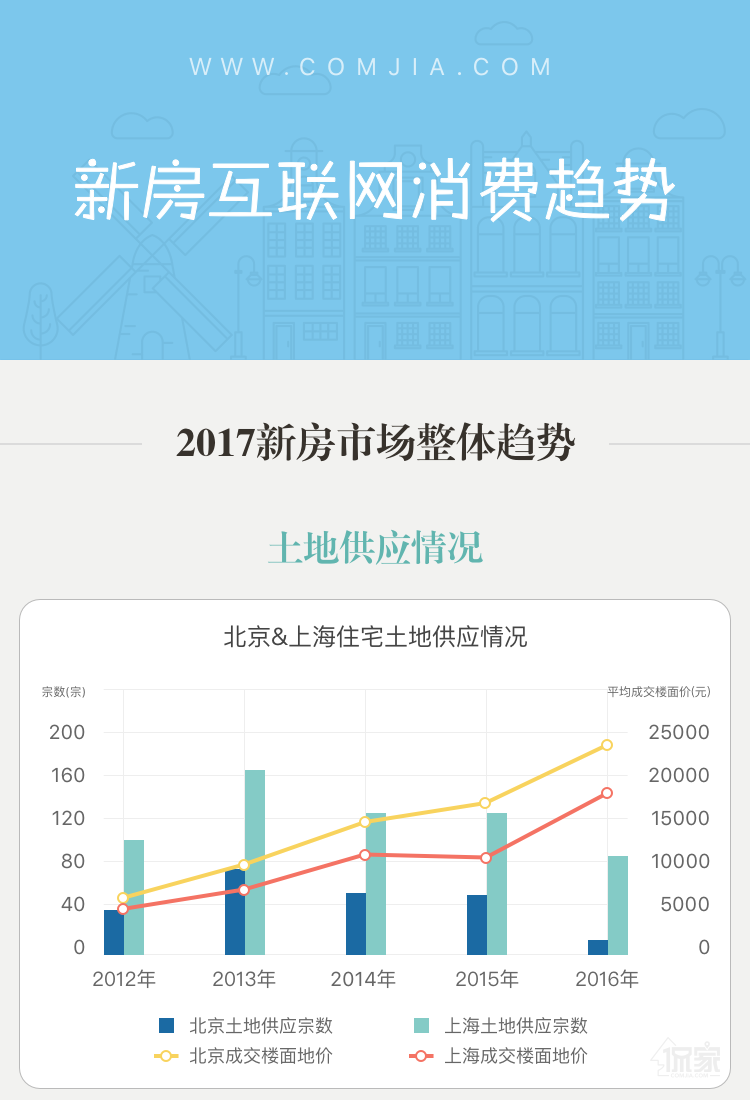 WWW.COMJIA.COM
新房互联网消费趋势
2017新房市场整体趋势
土地供应情况
北京&上海住宅土地供应情况
宗数(宗) 平均成交楼面价(元)
200 25000
160 20000
120 15000
80 10000
40 5000
0 0
2012年 2013年 2014年 2015年 2016年
北京土地供应宗数 上海土地供应宗数
北京成交楼面地价 上海成交楼面地价
侃家